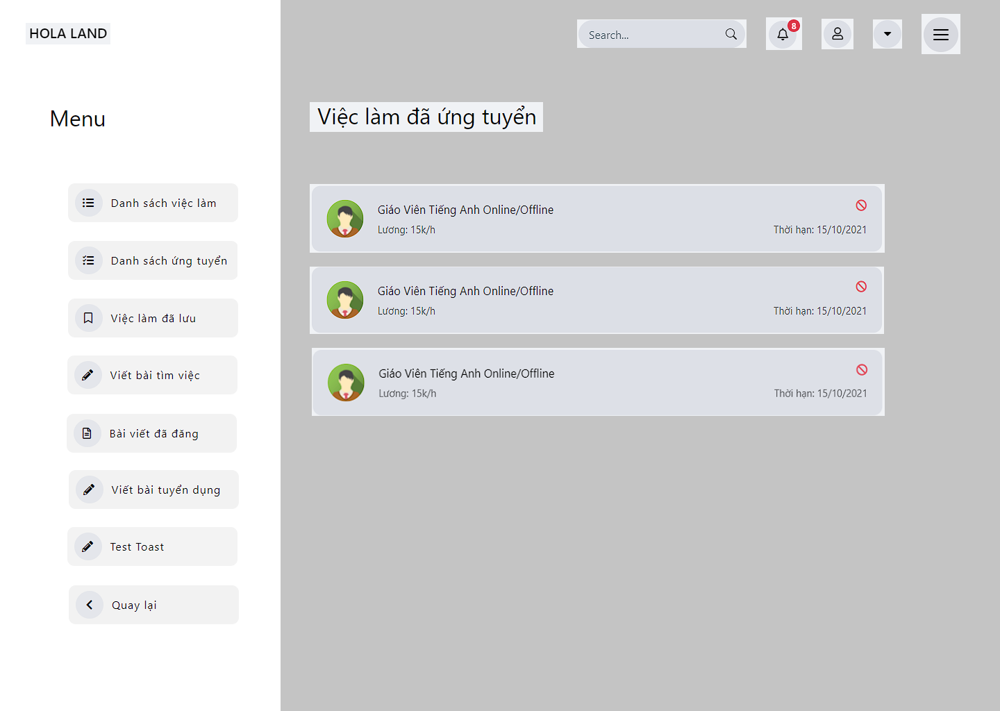 HOLA LAND
Search...
8
Menu
Danh sách việc làm
Danh sách ứng tuyển
Việc làm đã lưu
Viết bài tìm việc
Bài viết đã đăng
Viết bài tuyển dụng
Test Toast
Quay lại
Việc làm đã ứng tuyển
Giáo Viên Tiếng Anh Online/Offline
Lương: 15k/h
Thời hạn: 15/10/2021
Giáo Viên Tiếng Anh Online/Offline
Lương: 15k/h
Thời hạn: 15/10/2021
Giáo Viên Tiếng Anh Online/Offline
Lương: 15k/h
Thời hạn: 15/10/2021